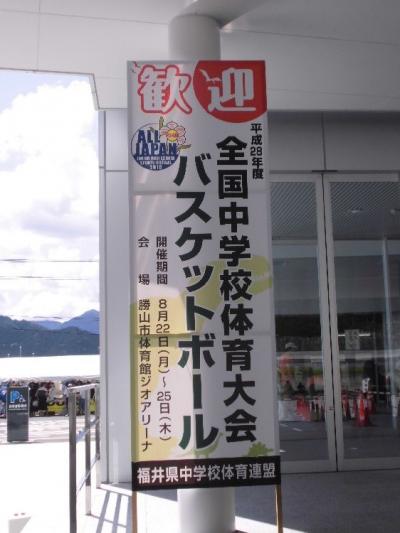 歓迎
平成28年度
全国中学校体育大会
バスケットボール
ALL
JAPAN
開催期間 8月22日(月)~25日(木)
会場 勝山市体育館ジオアリーナ
福井県中学校体育連盟